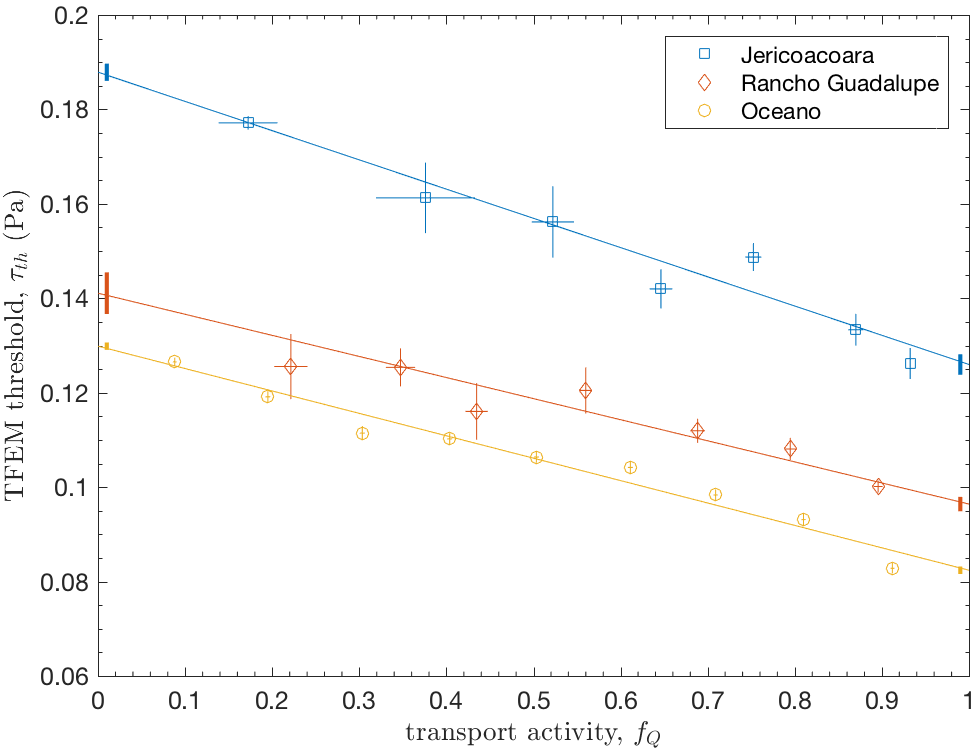 0.2
0.18
0.16
0.14
0.12
0.1
0.08
0.06
TFEM threshold, τ_th (Pa)
Jericoacoara
Rancho Guadalupe
Oceano
0 0.1 0.2 0.3 0.4 0.5 0.6 0.7 0.8 0.9 1
transport activity, f_Q